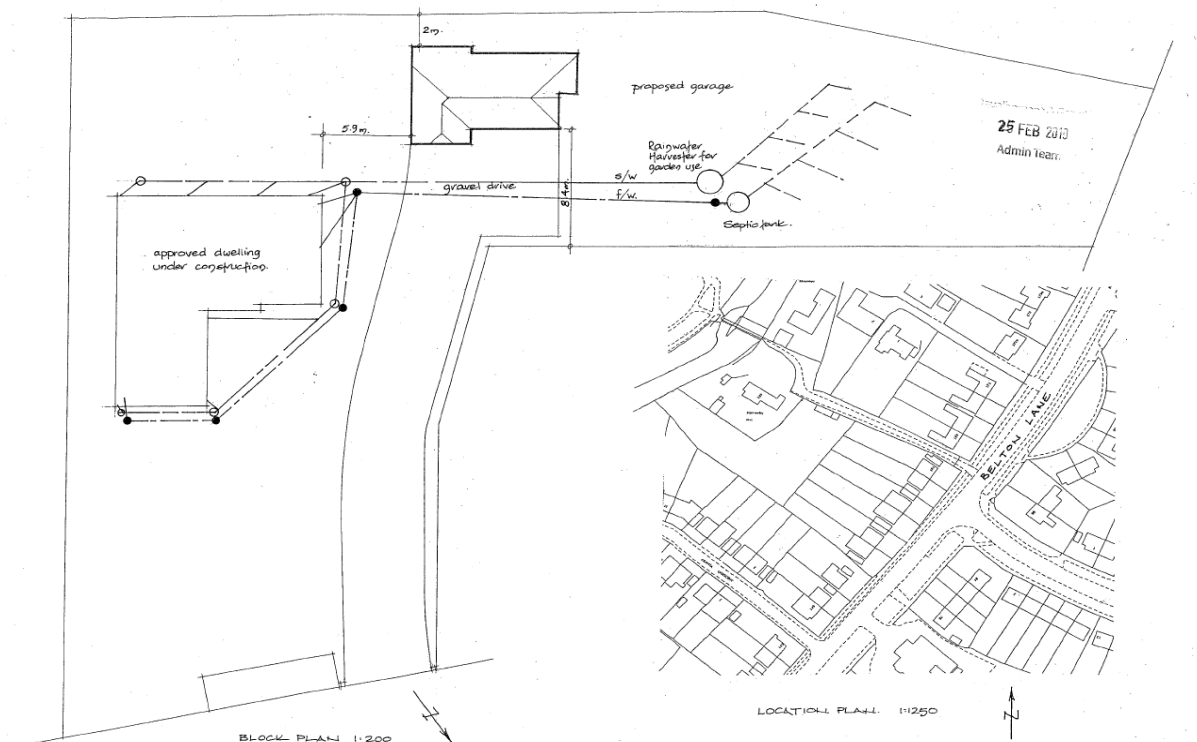 2m.
proposed garage
25 FEB 2010
Admin Team
5.9m.
Rainwater
Harvester for
garden use
s/w
gravel drive
f/w.
8.4m.
Septic tank.
approved dwelling
under construction.
BELTON LANE
LOCATION PLAN. 1:1250
N
N
BLOCK PLAN 1:200